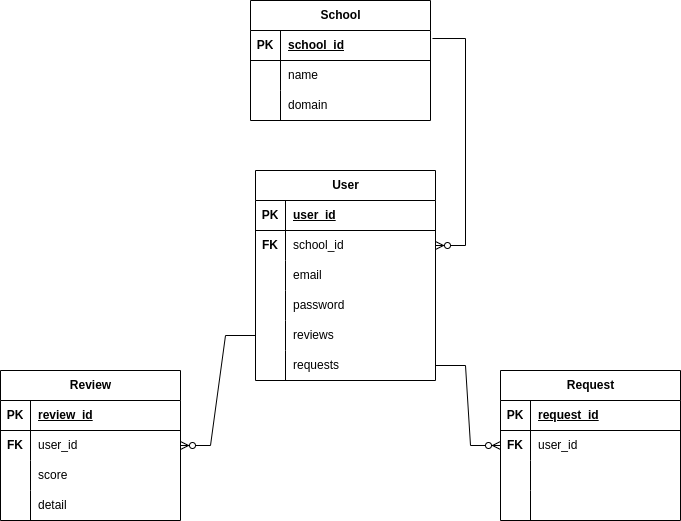 School
PK school_id
name
domain
User
PK user_id
FK school_id
email
password
reviews
requests
Review
PK review_id
FK user_id
score
detail
Request
PK request_id
FK user_id